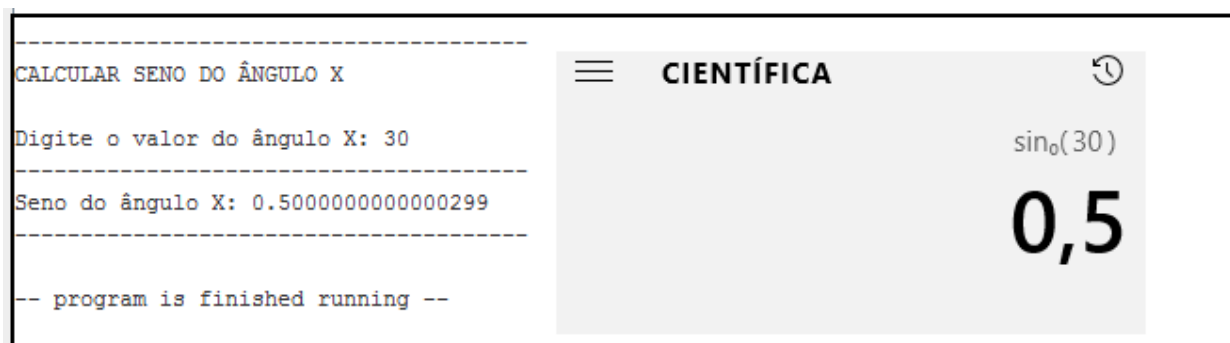 ---------------------------------------
CALCULAR SENO DO ÂNGULO X
Digite o valor do ângulo X: 30
---------------------------------------
Seno do ângulo X: 0.5000000000000299
---------------------------------------
-- program is finished running --
CIENTÍFICA
sin₀(30)
0,5